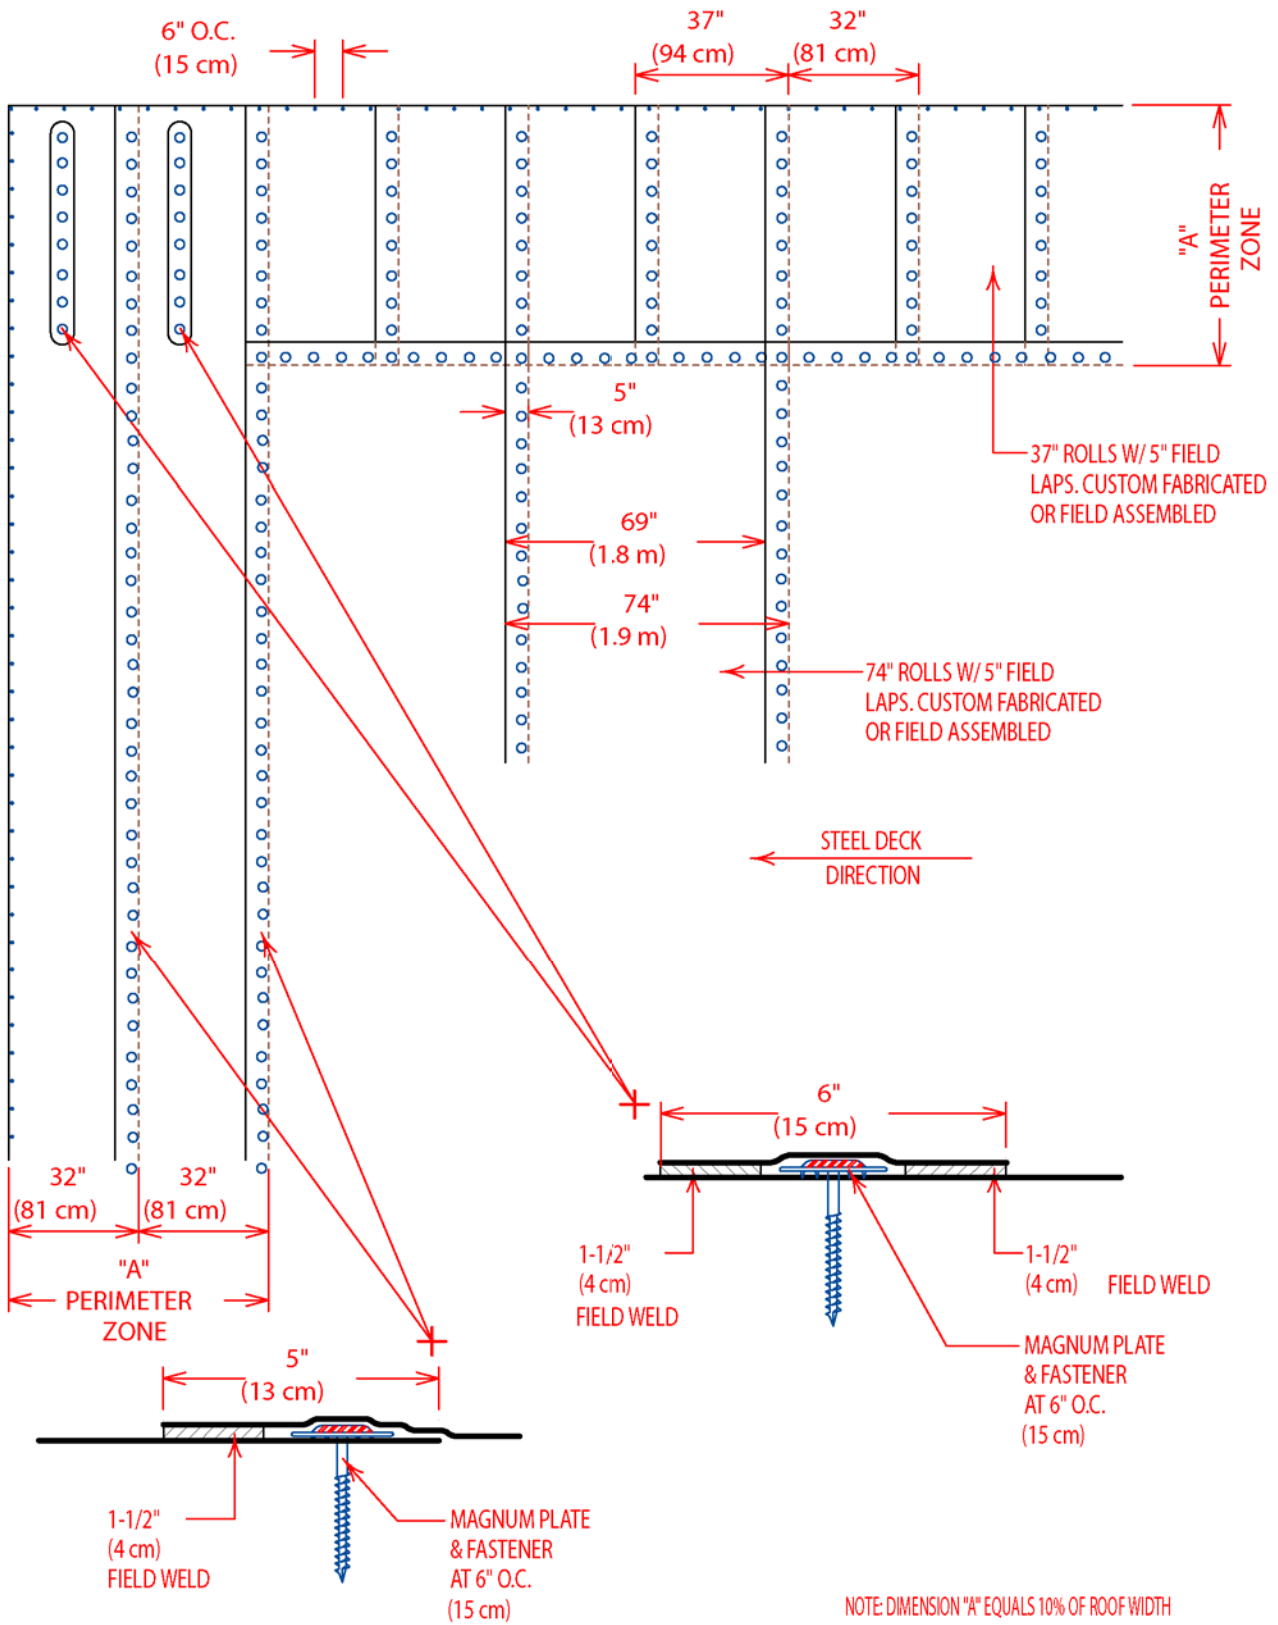 6" O.C.
(15 cm)
37"
(94 cm)
32"
(81 cm)
"A"
PERIMETER
ZONE
5"
(13 cm)
37" ROLLS W/ 5" FIELD
LAPS. CUSTOM FABRICATED
OR FIELD ASSEMBLED
69"
(1.8 m)
74"
(1.9 m)
74" ROLLS W/ 5" FIELD
LAPS. CUSTOM FABRICATED
OR FIELD ASSEMBLED
STEEL DECK
DIRECTION
6"
(15 cm)
32"
(81 cm)
32"
(81 cm)
"A"
PERIMETER
ZONE
1-1/2"
(4 cm)
FIELD WELD
1-1/2"
(4 cm) FIELD WELD
MAGNUM PLATE
& FASTENER
AT 6" O.C.
(15 cm)
5"
(13 cm)
1-1/2"
(4 cm)
FIELD WELD
MAGNUM PLATE
& FASTENER
AT 6" O.C.
(15 cm)
NOTE: DIMENSION "A" EQUALS 10% OF ROOF WIDTH